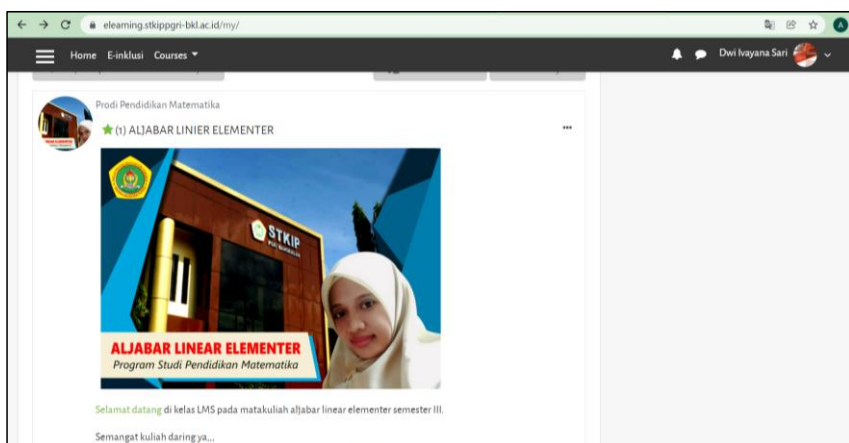 elearning.stkippgri-bkl.ac.id/my/
A
Home E-inklusi Courses
Dwi Ivayana Sari
Prodi Pendidikan Matematika
(1) ALJABAR LINIER ELEMENTER
STKIP
ALJABAR LINEAR ELEMENTER
Program Studi Pendidikan Matematika
Selamat datang di kelas LMS pada matakuliah aljabar linear elementer semester III.
Semangat kuliah daring ya,,,